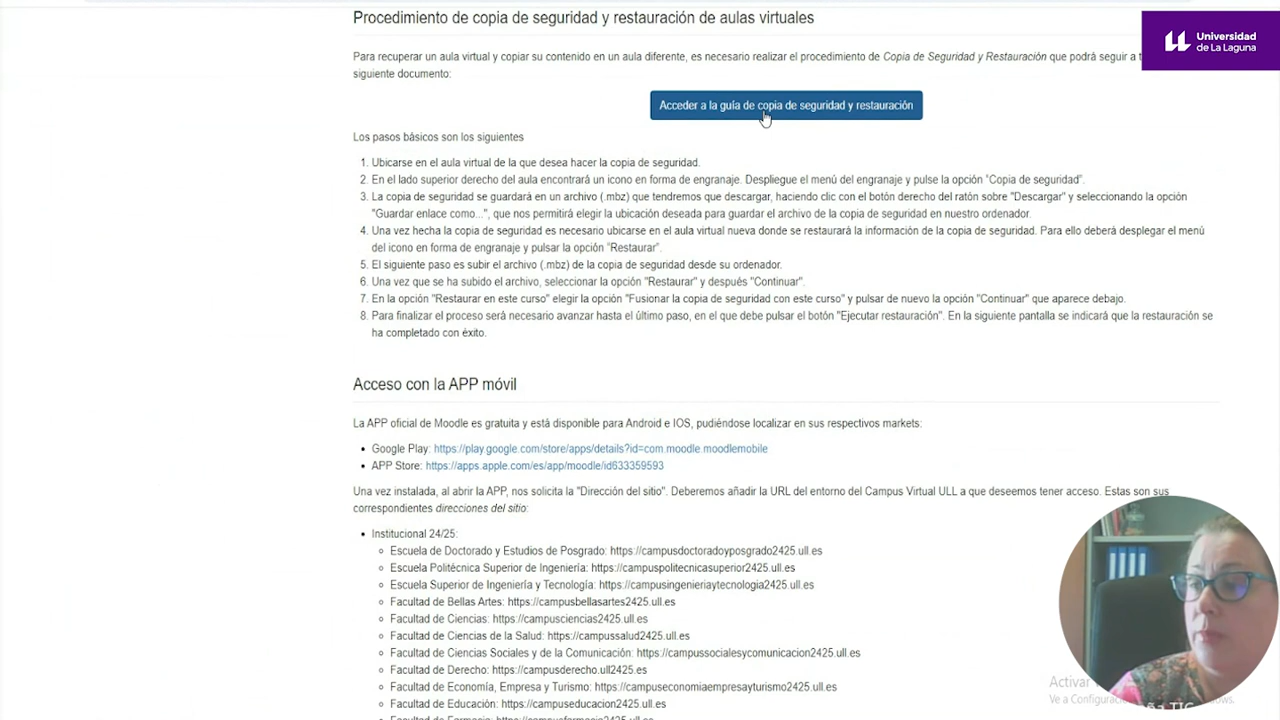 Procedimiento de copia de seguridad y restauración de aulas virtuales
Universidad
de La Laguna
Para recuperar un aula virtual y copiar su contenido en un aula diferente, es necesario realizar el procedimiento de Copia de Seguridad y Restauración que podrá seguir a
siguiente documento:
Acceder a la guía de copia de seguridad y restauración
Los pasos básicos son los siguientes
1. Ubicarse en el aula virtual de la que desea hacer la copia de seguridad.
2. En el lado superior derecho del aula encontrará un icono en forma de engranaje. Despliegue el menú del engranaje y pulse la opción "Copia de seguridad".
3. La copia de seguridad se guardará en un archivo (.mbz) que tendremos que descargar, haciendo clic con el botón derecho del ratón sobre "Descargar" y seleccionando la opción
"Guardar enlace como...", que nos permitirá elegir la ubicación deseada para guardar el archivo de la copia de seguridad en nuestro ordenador.
4. Una vez hecha la copia de seguridad es necesario ubicarse en el aula virtual nueva donde se restaurará la información de la copia de seguridad. Para ello deberá desplegar el menú
del icono en forma de engranaje y pulsar la opción "Restaurar".
5. El siguiente paso es subir el archivo (.mbz) de la copia de seguridad desde su ordenador.
6. Una vez que se ha subido el archivo, seleccionar la opción "Restaurar" y después "Continuar".
7. En la opción "Restaurar en este curso" elegir la opción "Fusionar la copia de seguridad con este curso" y pulsar de nuevo la opción "Continuar" que aparece debajo.
8. Para finalizar el proceso será necesario avanzar hasta el último paso, en el que debe pulsar el botón "Ejecutar restauración". En la siguiente pantalla se indicará que la restauración se
ha completado con éxito.
Acceso con la APP móvil
La APP oficial de Moodle es gratuita y está disponible para Android e IOS, pudiéndose localizar en sus respectivos markets:
• Google Play: https://play.google.com/store/apps/details?id=com.moodle.moodlemobile
• APP Store: https://apps.apple.com/es/app/moodle/id633359593
Una vez instalada, al abrir la APP, nos solicita la "Dirección del sitio". Deberemos añadir la URL del entorno del Campus Virtual ULL a que deseemos tener acceso. Estas son sus
correspondientes direcciones del sitio:
• Institucional 24/25:
◦ Escuela de Doctorado y Estudios de Posgrado: https://campusdoctoradoyposgrado2425.ull.es
◦ Escuela Politécnica Superior de Ingeniería: https://campuspolitecnicasuperior2425.ull.es
◦ Escuela Superior de Ingeniería y Tecnología: https://campusingenieriaytecnologia2425.ull.es
◦ Facultad de Bellas Artes: https://campusbellasartes2425.ull.es
◦ Facultad de Ciencias: https://campusciencias2425.ull.es
◦ Facultad de Ciencias de la Salud: https://campussalud2425.ull.es
◦ Facultad de Ciencias Sociales y de la Comunicación: https://campussocialesycomunicacion2425.ull.es
◦ Facultad de Derecho: https://campusderecho.ull2425.es
◦ Facultad de Economía, Empresa y Turismo: https://campuseconomiaempresayturismo2425.ull.es
◦ Facultad de Educación: https://campuseducacion2425.ull.es
◦ Facultad de Farmacia: https://campusfarmacia2425.ull.es
Activar
Ve a Configurac
TIC